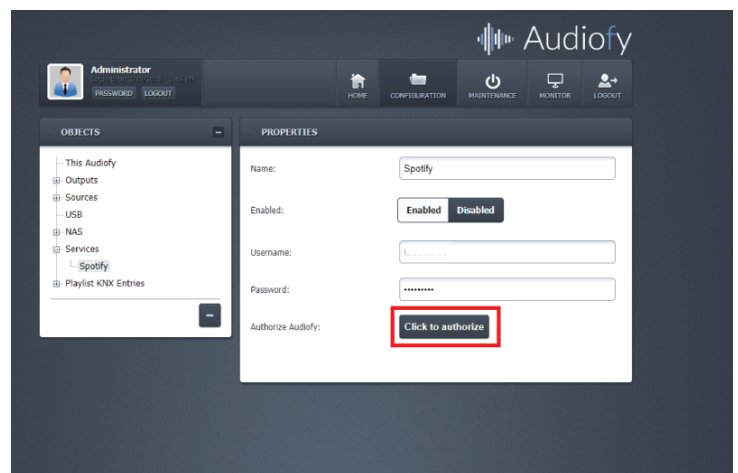 Audiofy
Administrator
PASSWORD LOGOUT
HOME CONFIGURATION MAINTENANCE MONITOR LOGOUT
OBJECTS
PROPERTIES
This Audiofy
Outputs
Sources
USB
NAS
Services
Spotify
Playlist KNX Entries
Name: Spotify
Enabled: Enabled Disabled
Username:
Password: •••••••••
Authorize Audiofy: Click to authorize